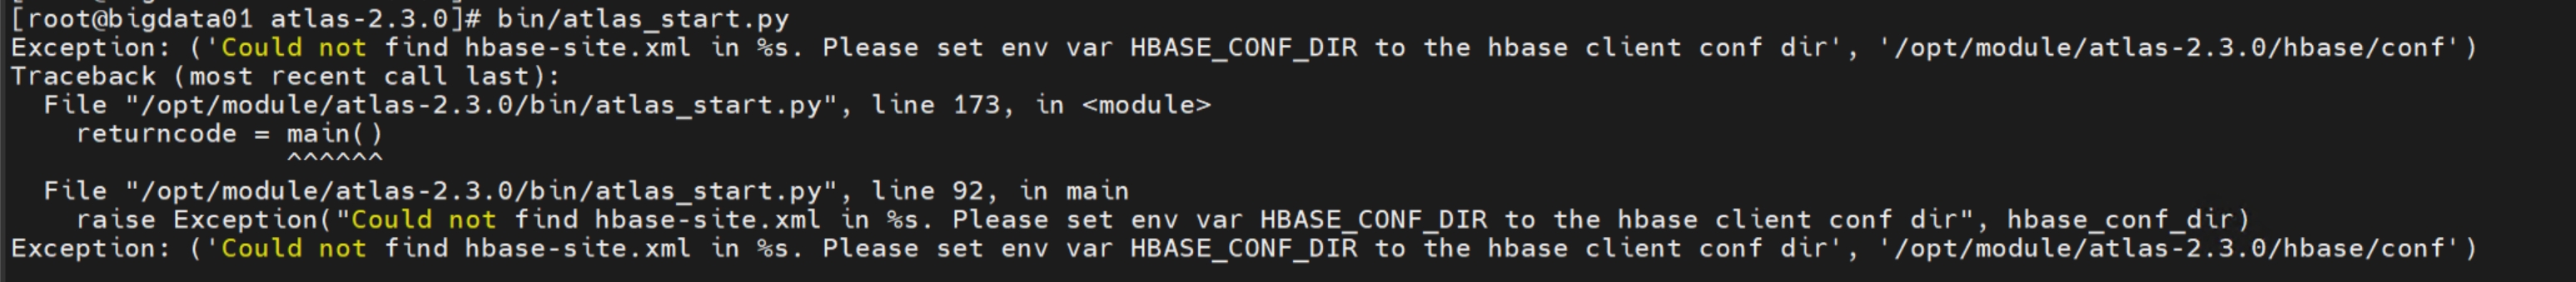 [root@bigdata01 atlas-2.3.0]# bin/atlas_start.py
Exception: ('Could not find hbase-site.xml in %s. Please set env var HBASE_CONF_DIR to the hbase client conf dir', '/opt/module/atlas-2.3.0/hbase/conf')
Traceback (most recent call last):
  File "/opt/module/atlas-2.3.0/bin/atlas_start.py", line 173, in <module>
    returncode = main()
                 ^^^^^^
  File "/opt/module/atlas-2.3.0/bin/atlas_start.py", line 92, in main
    raise Exception("Could not find hbase-site.xml in %s. Please set env var HBASE_CONF_DIR to the hbase client conf dir", hbase_conf_dir)
Exception: ('Could not find hbase-site.xml in %s. Please set env var HBASE_CONF_DIR to the hbase client conf dir', '/opt/module/atlas-2.3.0/hbase/conf')